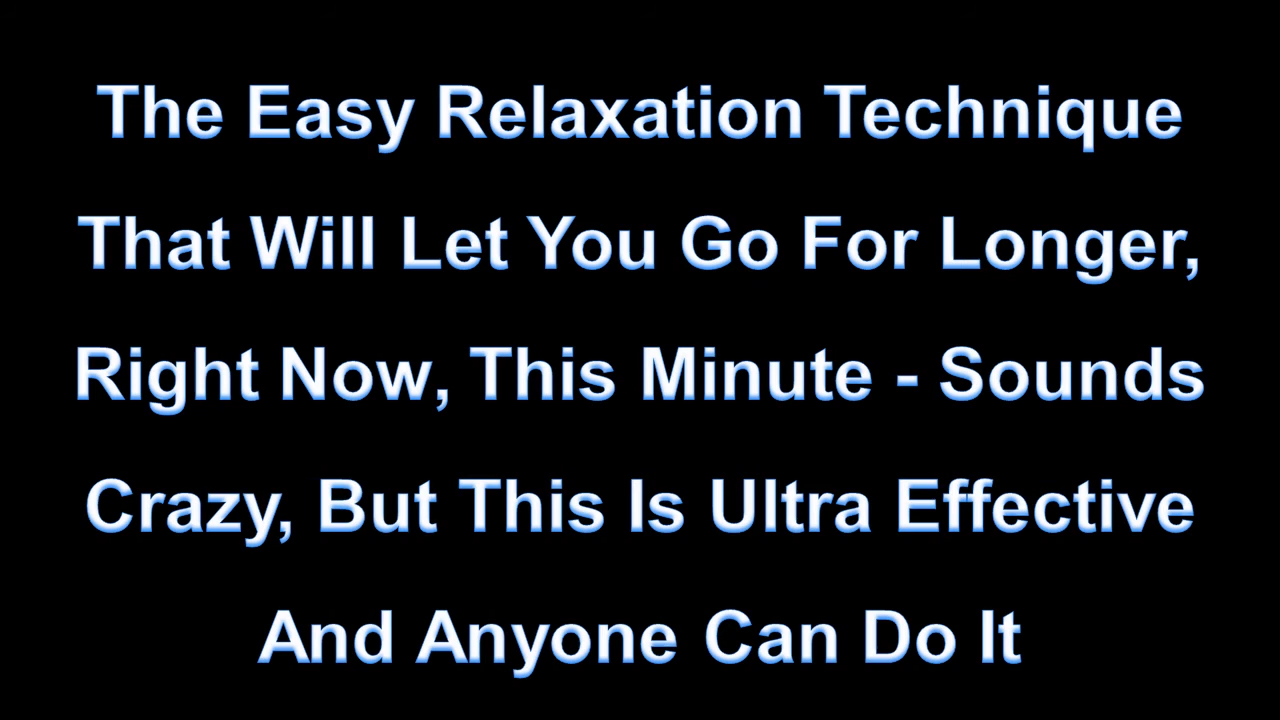 The Easy Relaxation Technique
That Will Let You Go For Longer,
Right Now, This Minute - Sounds
Crazy, But This Is Ultra Effective
And Anyone Can Do It